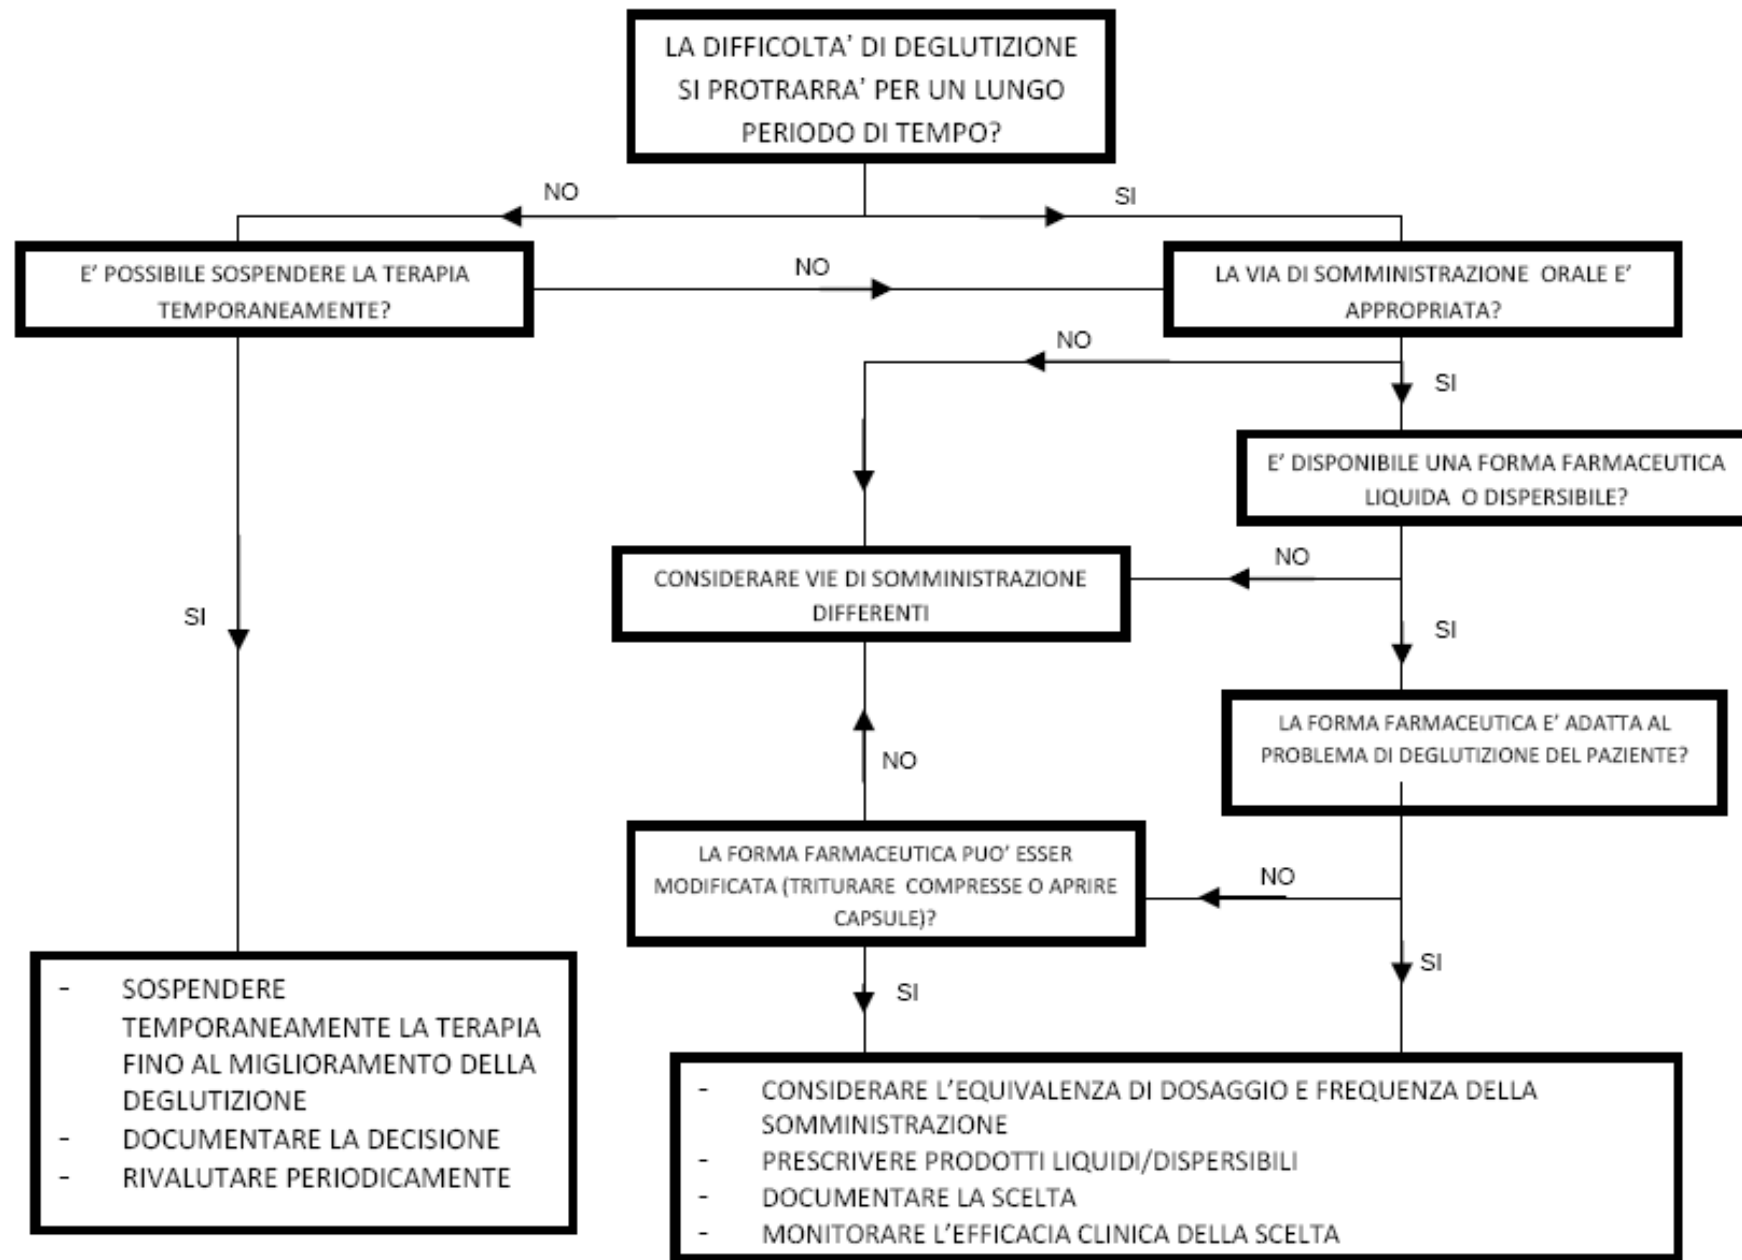 LA DIFFICOLTA' DI DEGLUTIZIONE
SI PROTRARRA' PER UN LUNGO
PERIODO DI TEMPO?
NO
SI
E' POSSIBILE SOSPENDERE LA TERAPIA
TEMPORANEAMENTE?
NO
LA VIA DI SOMMINISTRAZIONE ORALE E'
APPROPRIATA?
NO
SI
E' DISPONIBILE UNA FORMA FARMACEUTICA
LIQUIDA O DISPERSIBILE?
CONSIDERARE VIE DI SOMMINISTRAZIONE
DIFFERENTI
NO
SI
SI
LA FORMA FARMACEUTICA E' ADATTA AL
PROBLEMA DI DEGLUTIZIONE DEL PAZIENTE?
NO
LA FORMA FARMACEUTICA PUO' ESSER
MODIFICATA (TRITURARE COMPRESSE O APRIRE
CAPSULE)?
NO
SI
SI
- SOSPENDERE
TEMPORANEAMENTE LA TERAPIA
FINO AL MIGLIORAMENTO DELLA
DEGLUTIZIONE
- DOCUMENTARE LA DECISIONE
- RIVALUTARE PERIODICAMENTE
- CONSIDERARE L'EQUIVALENZA DI DOSAGGIO E FREQUENZA DELLA
SOMMINISTRAZIONE
- PRESCRIVERE PRODOTTI LIQUIDI/DISPERSIBILI
- DOCUMENTARE LA SCELTA
- MONITORARE L'EFFICACIA CLINICA DELLA SCELTA